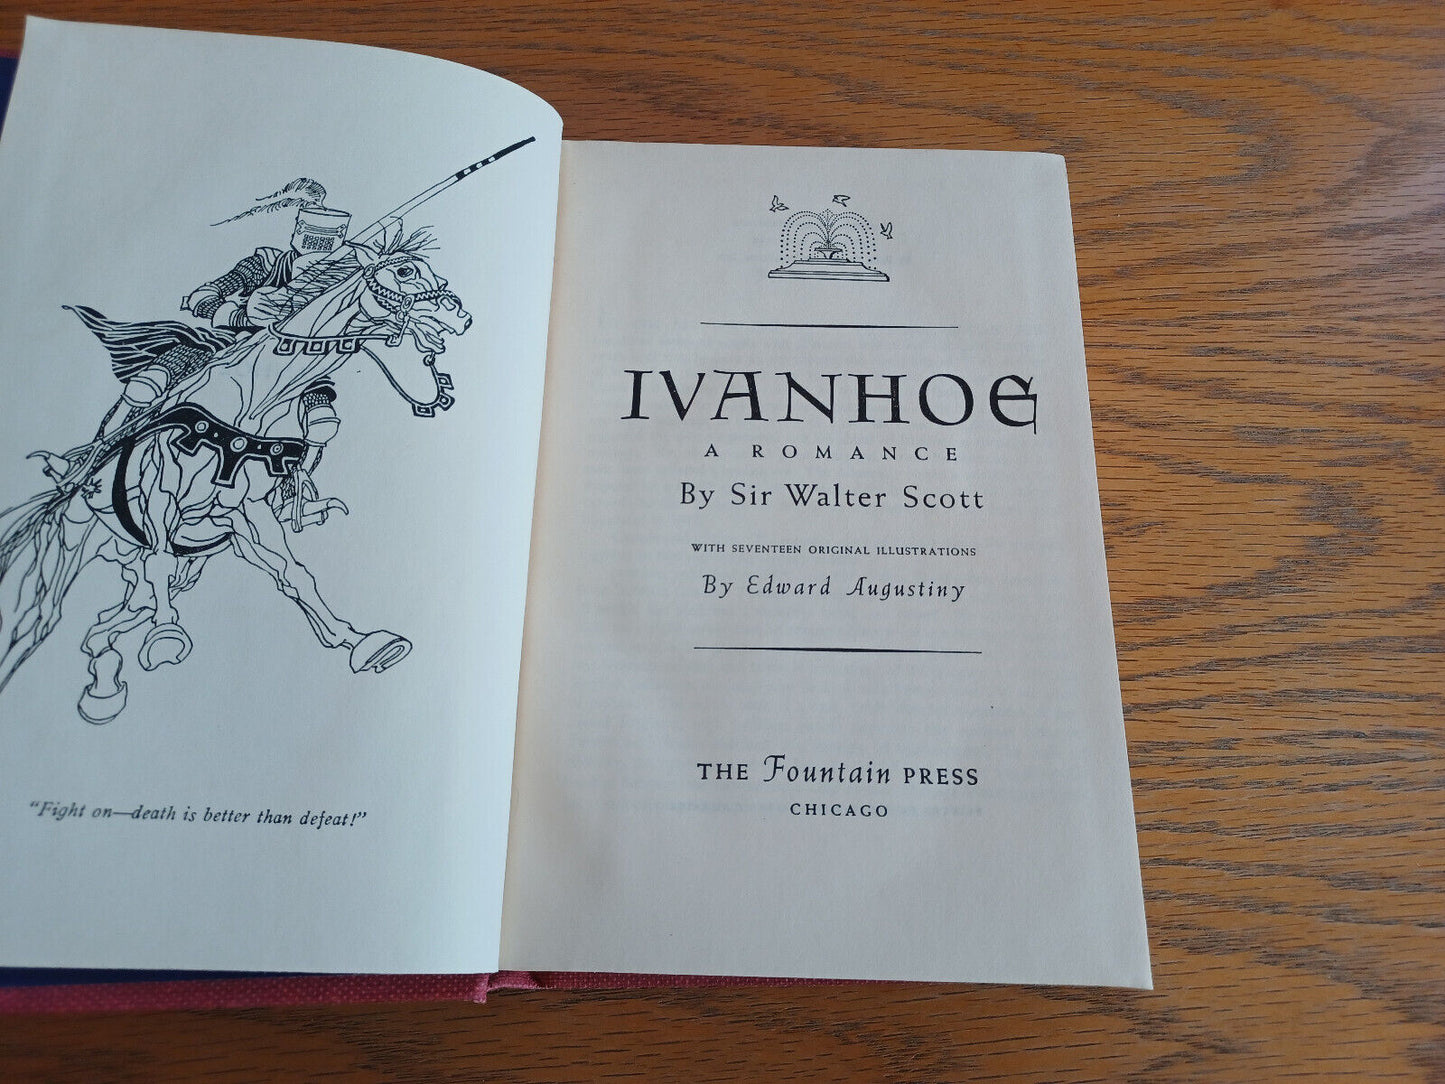 "Fight on—death is better than defeat!"
IVANHOE
A ROMANCE
By Sir Walter Scott
WITH SEVENTEEN ORIGINAL ILLUSTRATIONS
By Edward Augustiny
THE Fountain PRESS
CHICAGO